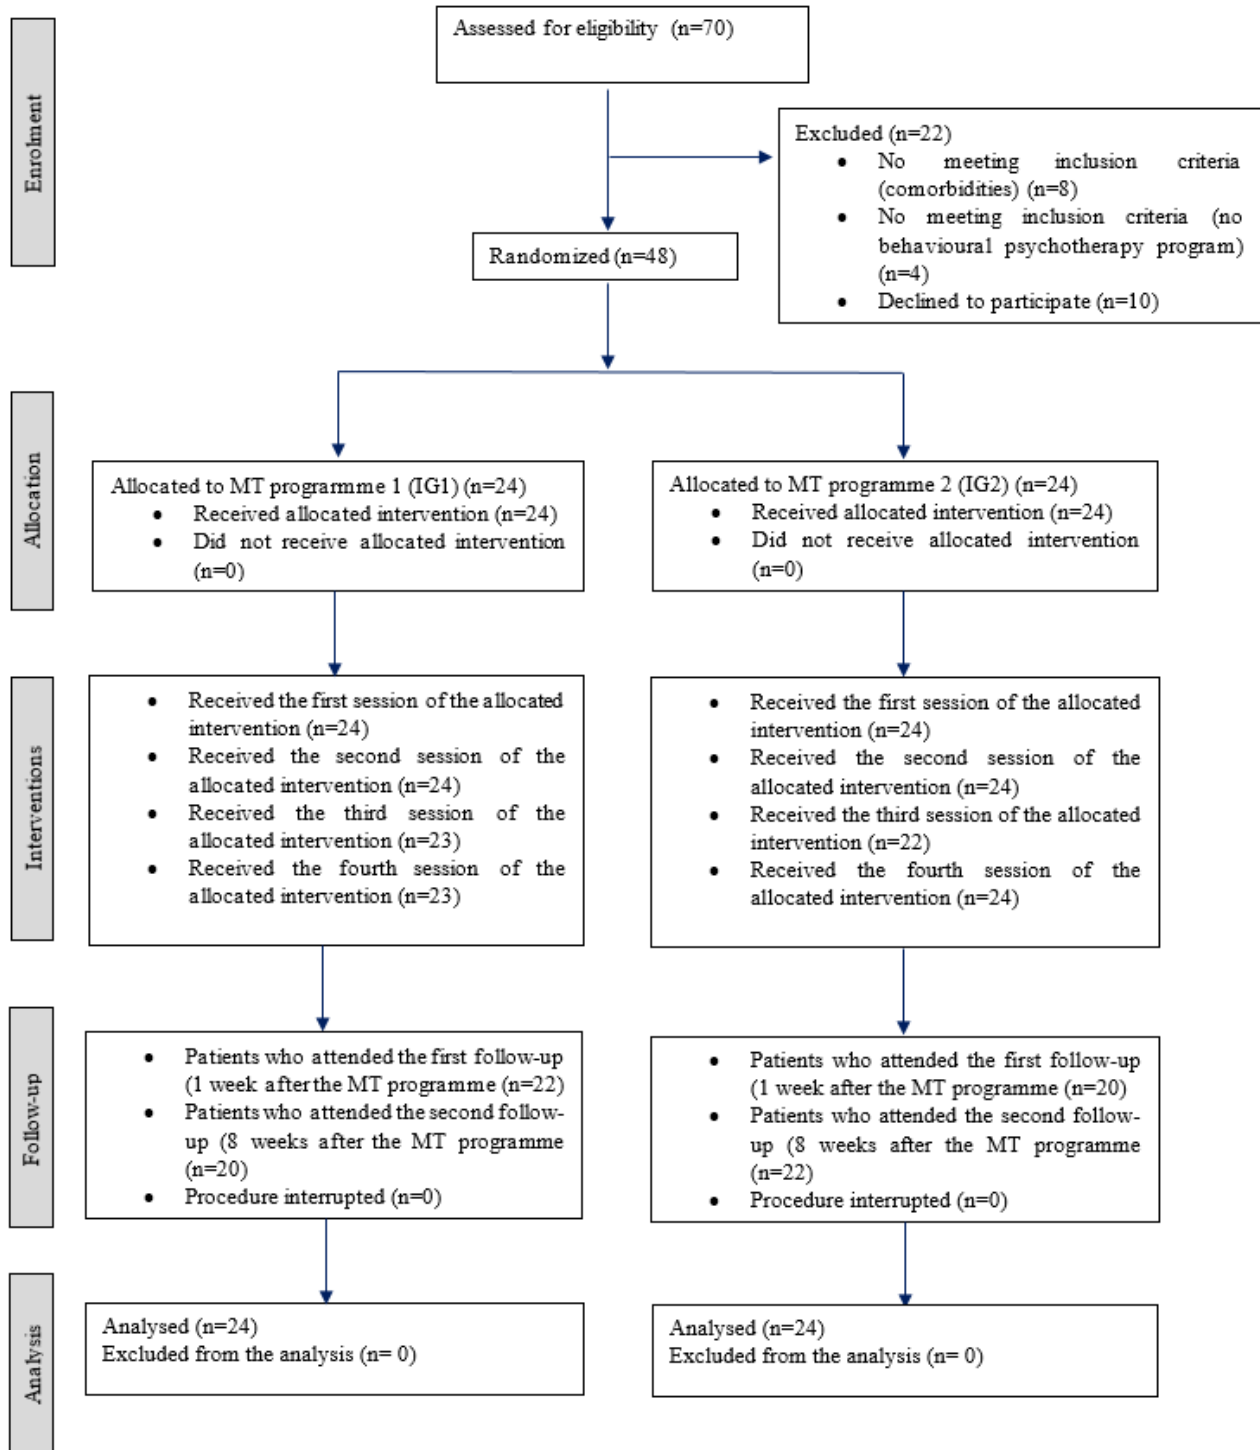 Enrolment
Assessed for eligibility (n=70)
Excluded (n=22)
• No meeting inclusion criteria
(comorbidities) (n=8)
• No meeting inclusion criteria (no
behavioural psychotherapy program)
(n=4)
• Declined to participate (n=10)
Randomized (n=48)
Allocation
Allocated to MT programme 1 (IG1) (n=24)
• Received allocated intervention (n=24)
• Did not receive allocated intervention
(n=0)
Allocated to MT programme 2 (IG2) (n=24)
• Received allocated intervention (n=24)
• Did not receive allocated intervention
(n=0)
Interventions
• Received the first session of the allocated
intervention (n=24)
• Received the second session of the
allocated intervention (n=24)
• Received the third session of the
allocated intervention (n=23)
• Received the fourth session of the
allocated intervention (n=23)
• Received the first session of the allocated
intervention (n=24)
• Received the second session of the
allocated intervention (n=24)
• Received the third session of the allocated
intervention (n=22)
• Received the fourth session of the
allocated intervention (n=24)
Follow-up
• Patients who attended the first follow-up
(1 week after the MT programme (n=22)
• Patients who attended the second follow-
up (8 weeks after the MT programme
(n=20)
• Procedure interrupted (n=0)
• Patients who attended the first follow-up
(1 week after the MT programme (n=20)
• Patients who attended the second follow-
up (8 weeks after the MT programme
(n=22)
• Procedure interrupted (n=0)
Analysis
Analysed (n=24)
Excluded from the analysis (n= 0)
Analysed (n=24)
Excluded from the analysis (n= 0)